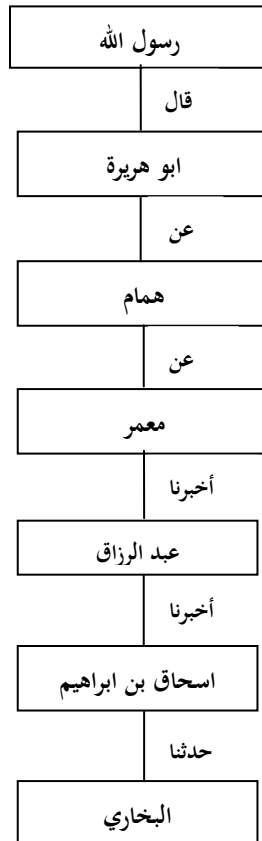 رسول الله
قال
ابو هريرة
عن
همام
عن
معمر
أخبرنا
عبد الرزاق
أخبرنا
اسحاق بن ابراهيم
حدثنا
البخاري